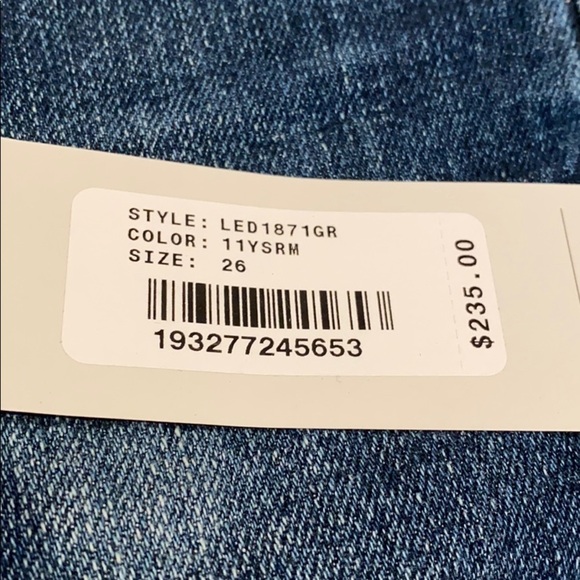 STYLE: LED1871GR
COLOR: 11YSRM
SIZE: 26
193277245653
$235.00